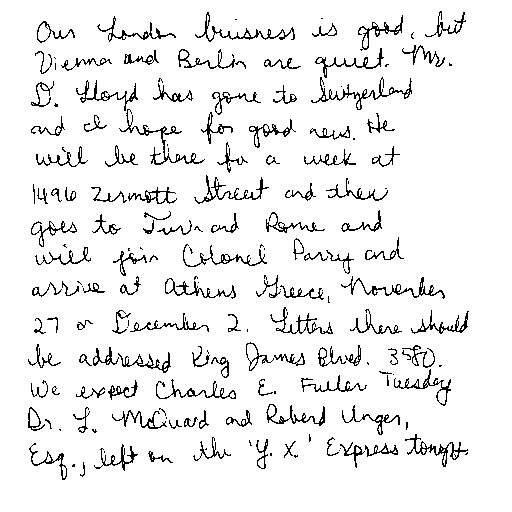 Our London buisness is good, but
Vienna and Berlin are quiet. Mr.
D. Lloyd has gone to Switzerland
and I hope for good news. He
will be there for a week at
1496 Zermott Street and then
goes to Turin and Rome and
will join Colonel Parry and
arrive at Athens Greece, November
27 or December 2. Letters there should
be addressed King James Blvd. 3580.
We expect Charles E. Fuller Tuesday
Dr. L. McQuard and Roberd Unger,
Esq., left on the 'Y. X.' Express tonight.